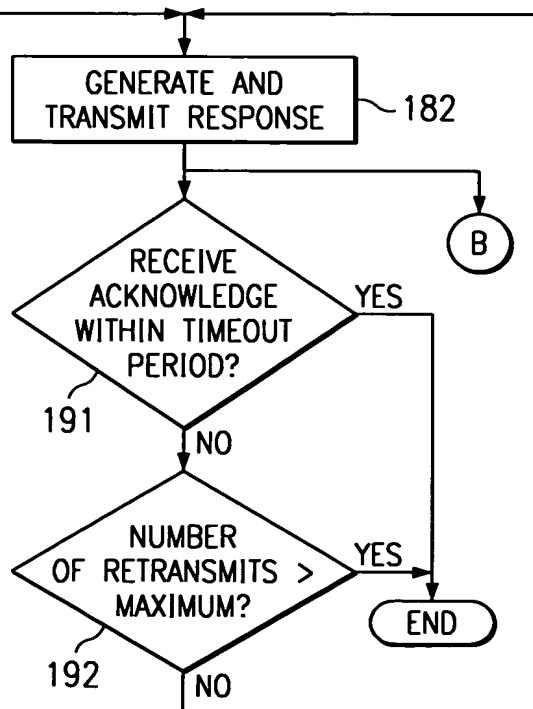 GENERATE AND
TRANSMIT RESPONSE
182
B
RECEIVE
ACKNOWLEDGE
WITHIN TIMEOUT
PERIOD?
YES
191
NO
NUMBER
OF RETRANSMITS >
MAXIMUM?
YES
END
192
NO